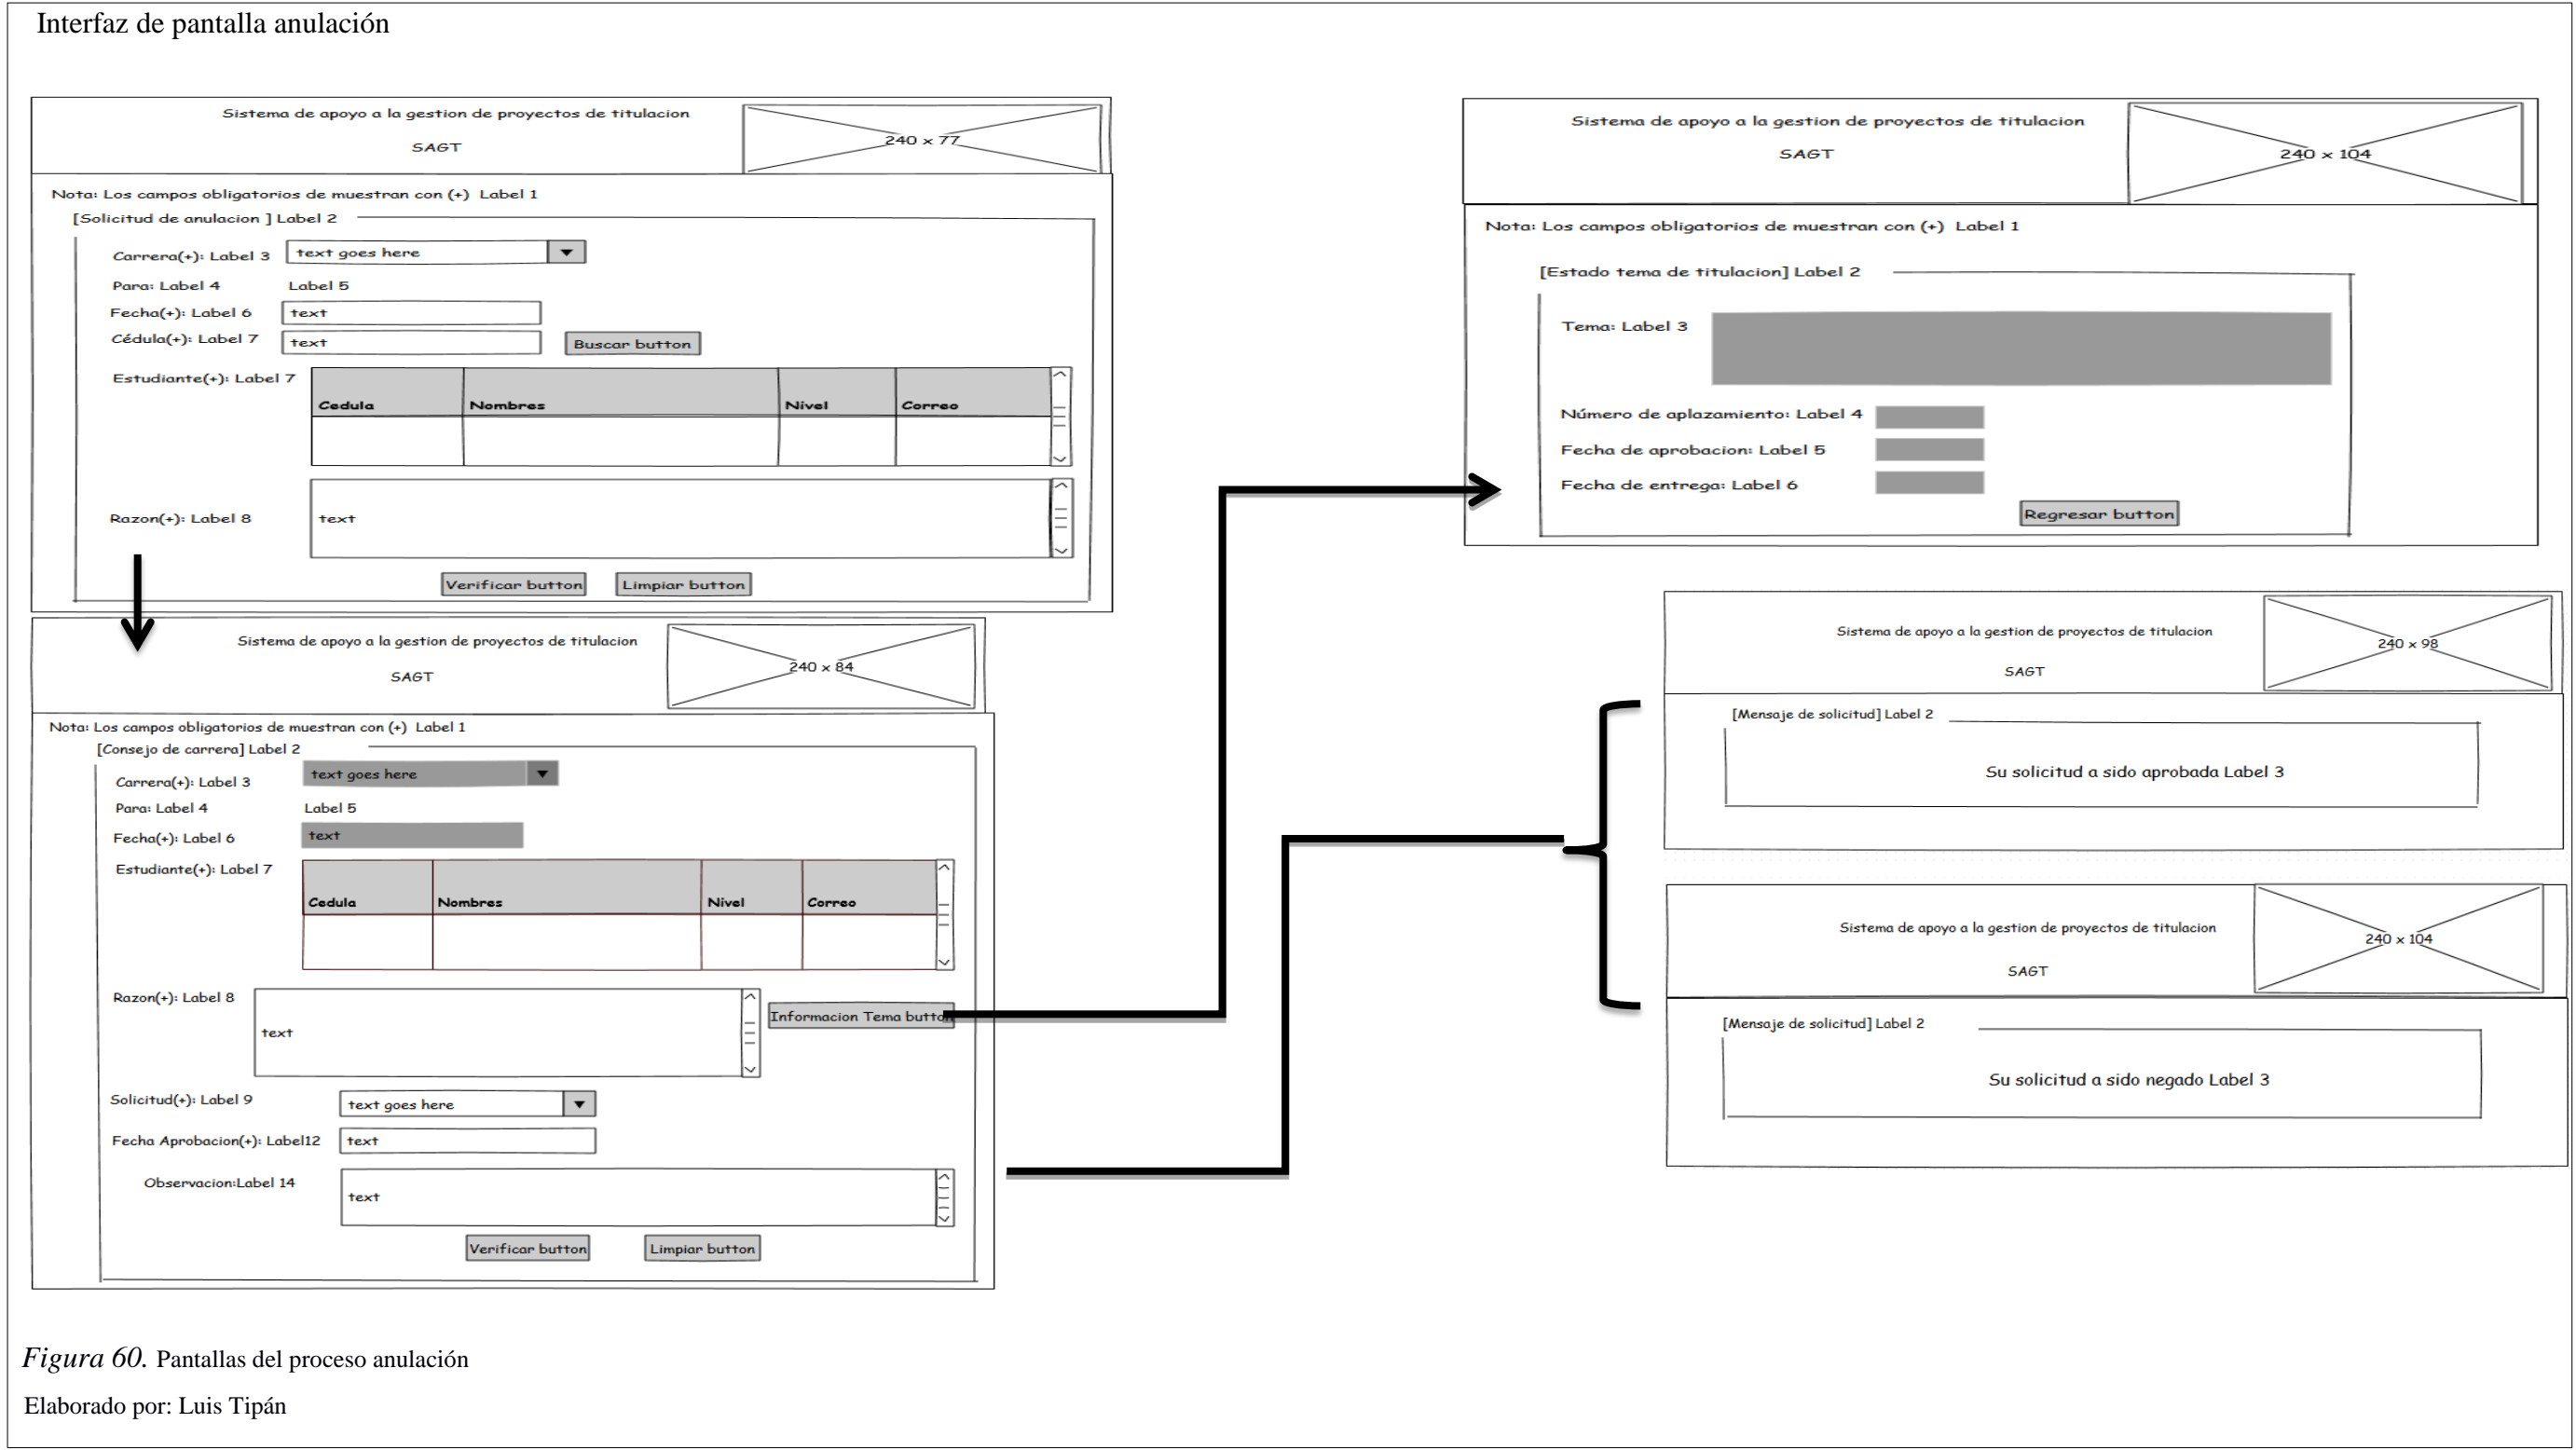 Interfaz de pantalla anulación
Sistema de apoyo a la gestion de proyectos de titulacion
SAGT
240 x 77
Nota: Los campos obligatorios de muestran con (+) Label 1
[Solicitud de anulacion ] Label 2
Carrera(+): Label 3 text goes here
Para: Label 4 Label 5
Fecha(+): Label 6 text
Cédula(+): Label 7 text Buscar button
Estudiante(+): Label 7
Cedula Nombres Nivel Correo
Razon(+): Label 8 text
Verificar button Limpiar button
Sistema de apoyo a la gestion de proyectos de titulacion
SAGT
240 x 84
Nota: Los campos obligatorios de muestran con (+) Label 1
[Consejo de carrera] Label 2
Carrera(+): Label 3 text goes here
Para: Label 4 Label 5
Fecha(+): Label 6 text
Estudiante(+): Label 7
Cedula Nombres Nivel Correo
Razon(+): Label 8 text
Informacion Tema button
Solicitud(+): Label 9 text goes here
Fecha Aprobacion(+): Label12 text
Observacion:Label 14 text
Verificar button Limpiar button
Sistema de apoyo a la gestion de proyectos de titulacion
SAGT
240 x 104
Nota: Los campos obligatorios de muestran con (+) Label 1
[Estado tema de titulacion] Label 2
Tema: Label 3
Número de aplazamiento: Label 4
Fecha de aprobacion: Label 5
Fecha de entrega: Label 6
Regresar button
Sistema de apoyo a la gestion de proyectos de titulacion
SAGT
240 x 98
[Mensaje de solicitud] Label 2
Su solicitud a sido aprobada Label 3
Sistema de apoyo a la gestion de proyectos de titulacion
SAGT
240 x 104
[Mensaje de solicitud] Label 2
Su solicitud a sido negado Label 3
Figura 60. Pantallas del proceso anulación
Elaborado por: Luis Tipán